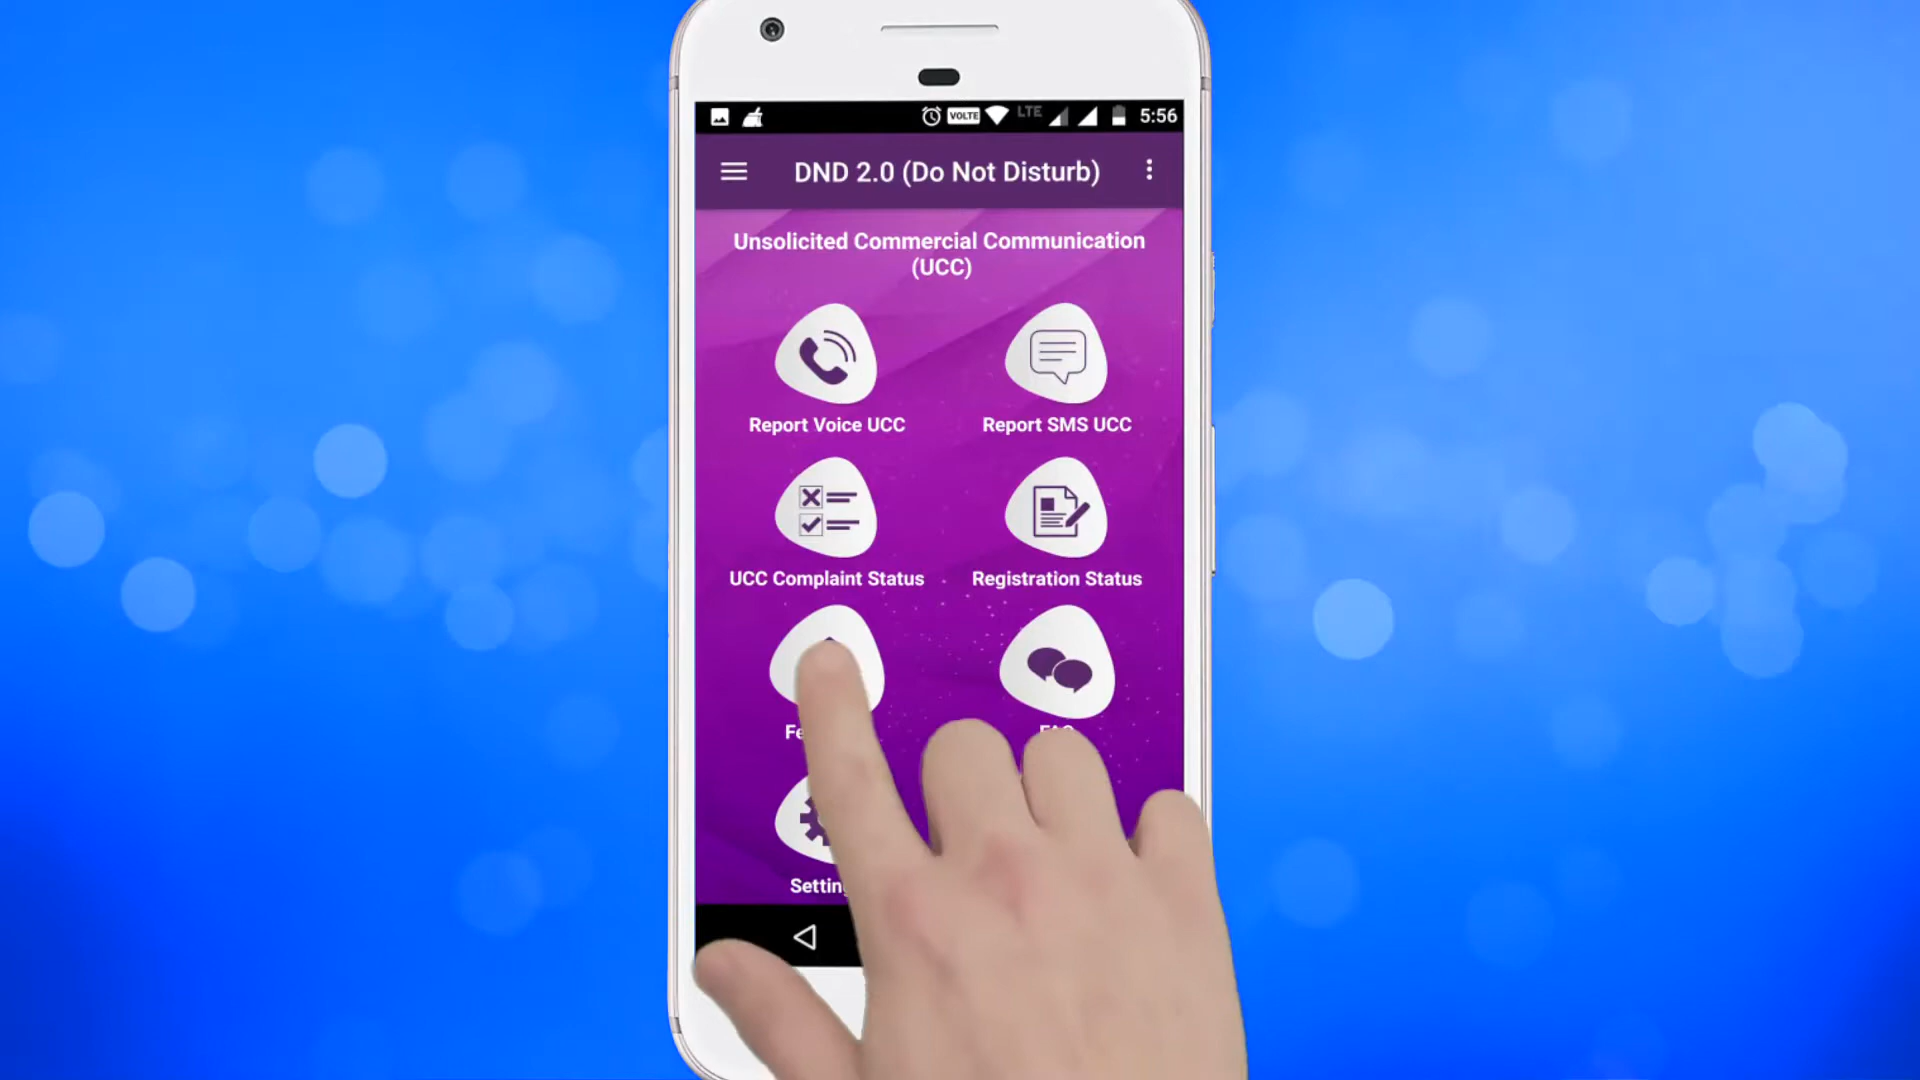 VOLTE LTE 5:56
DND 2.0 (Do Not Disturb)
Unsolicited Commercial Communication
(UCC)
Report Voice UCC
Report SMS UCC
UCC Complaint Status
Registration Status